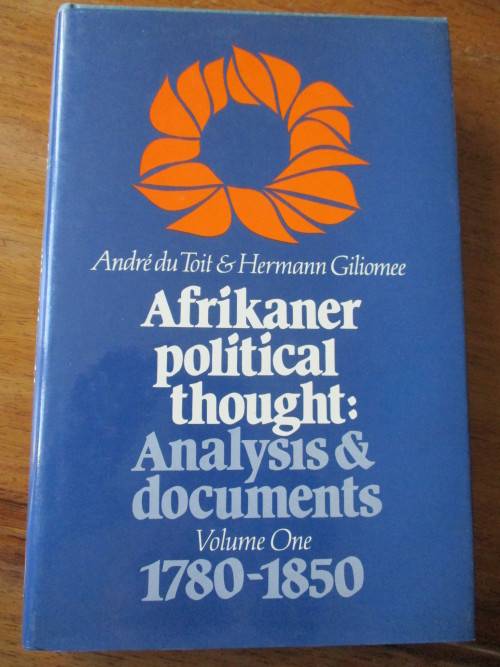 André du Toit & Hermann Giliomee
Afrikaner
political
thought:
Analysis &
documents
Volume One
1780-1850